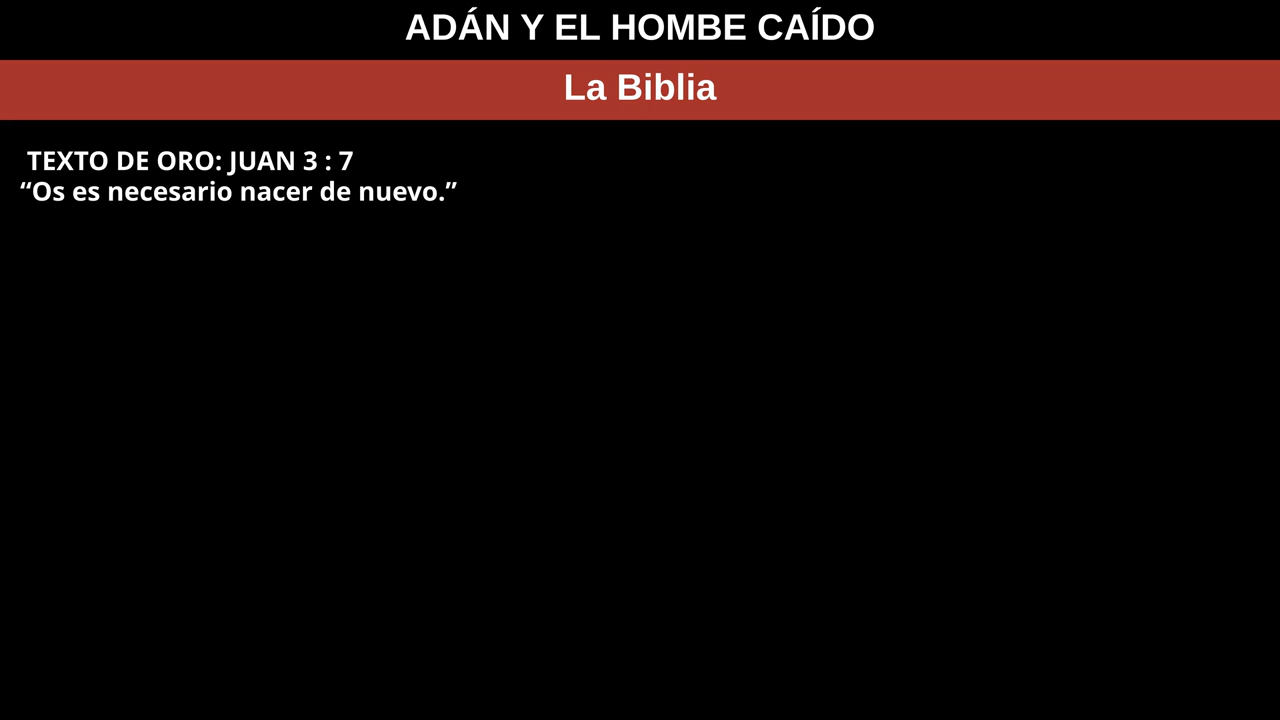 ADÁN Y EL HOMBE CAÍDO
La Biblia
TEXTO DE ORO: JUAN 3 : 7
“Os es necesario nacer de nuevo.”